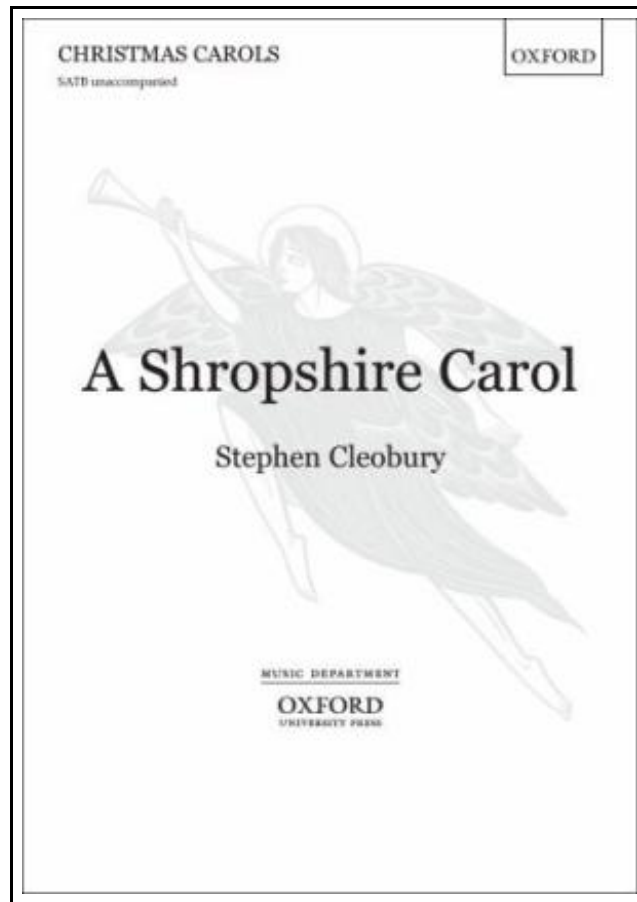 CHRISTMAS CAROLS
OXFORD
SATB unaccompanied
A Shropshire Carol
Stephen Cleobury
MUSIC DEPARTMENT
OXFORD
UNIVERSITY PRESS